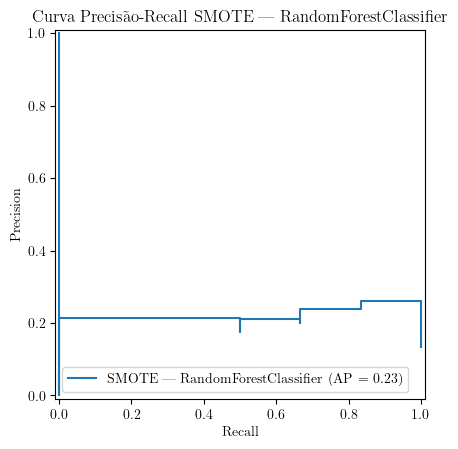 Curva Precisão-Recall SMOTE — RandomForestClassifier
1.0
0.8
0.6
0.4
0.2
0.0
Precision
SMOTE — RandomForestClassifier (AP = 0.23)
0.0 0.2 0.4 0.6 0.8 1.0
Recall